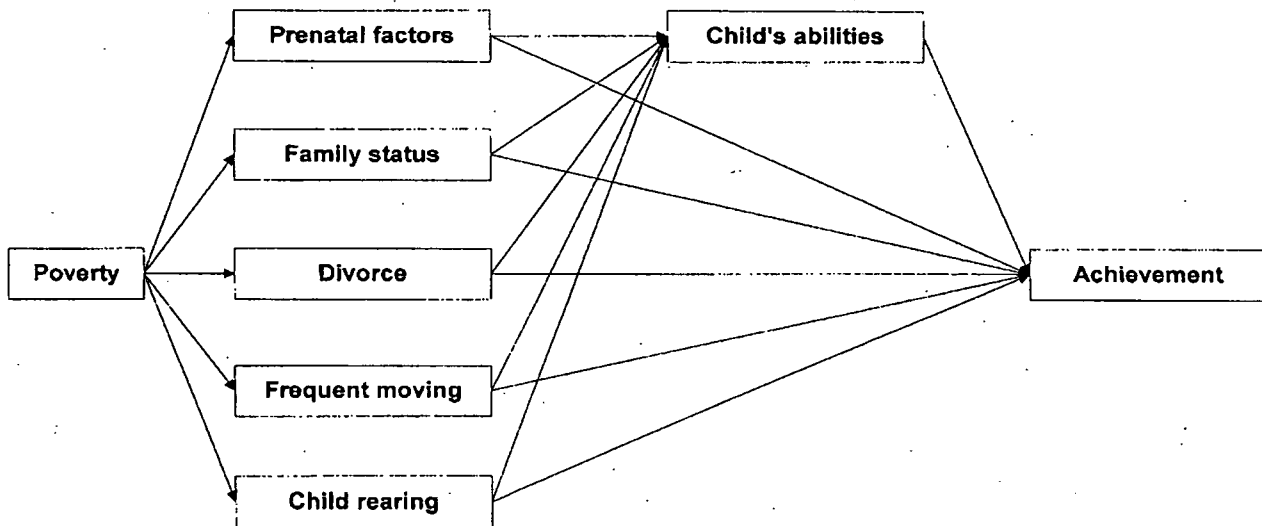 Prenatal factors
Child's abilities
Family status
Poverty
Divorce
Achievement
Frequent moving
Child rearing